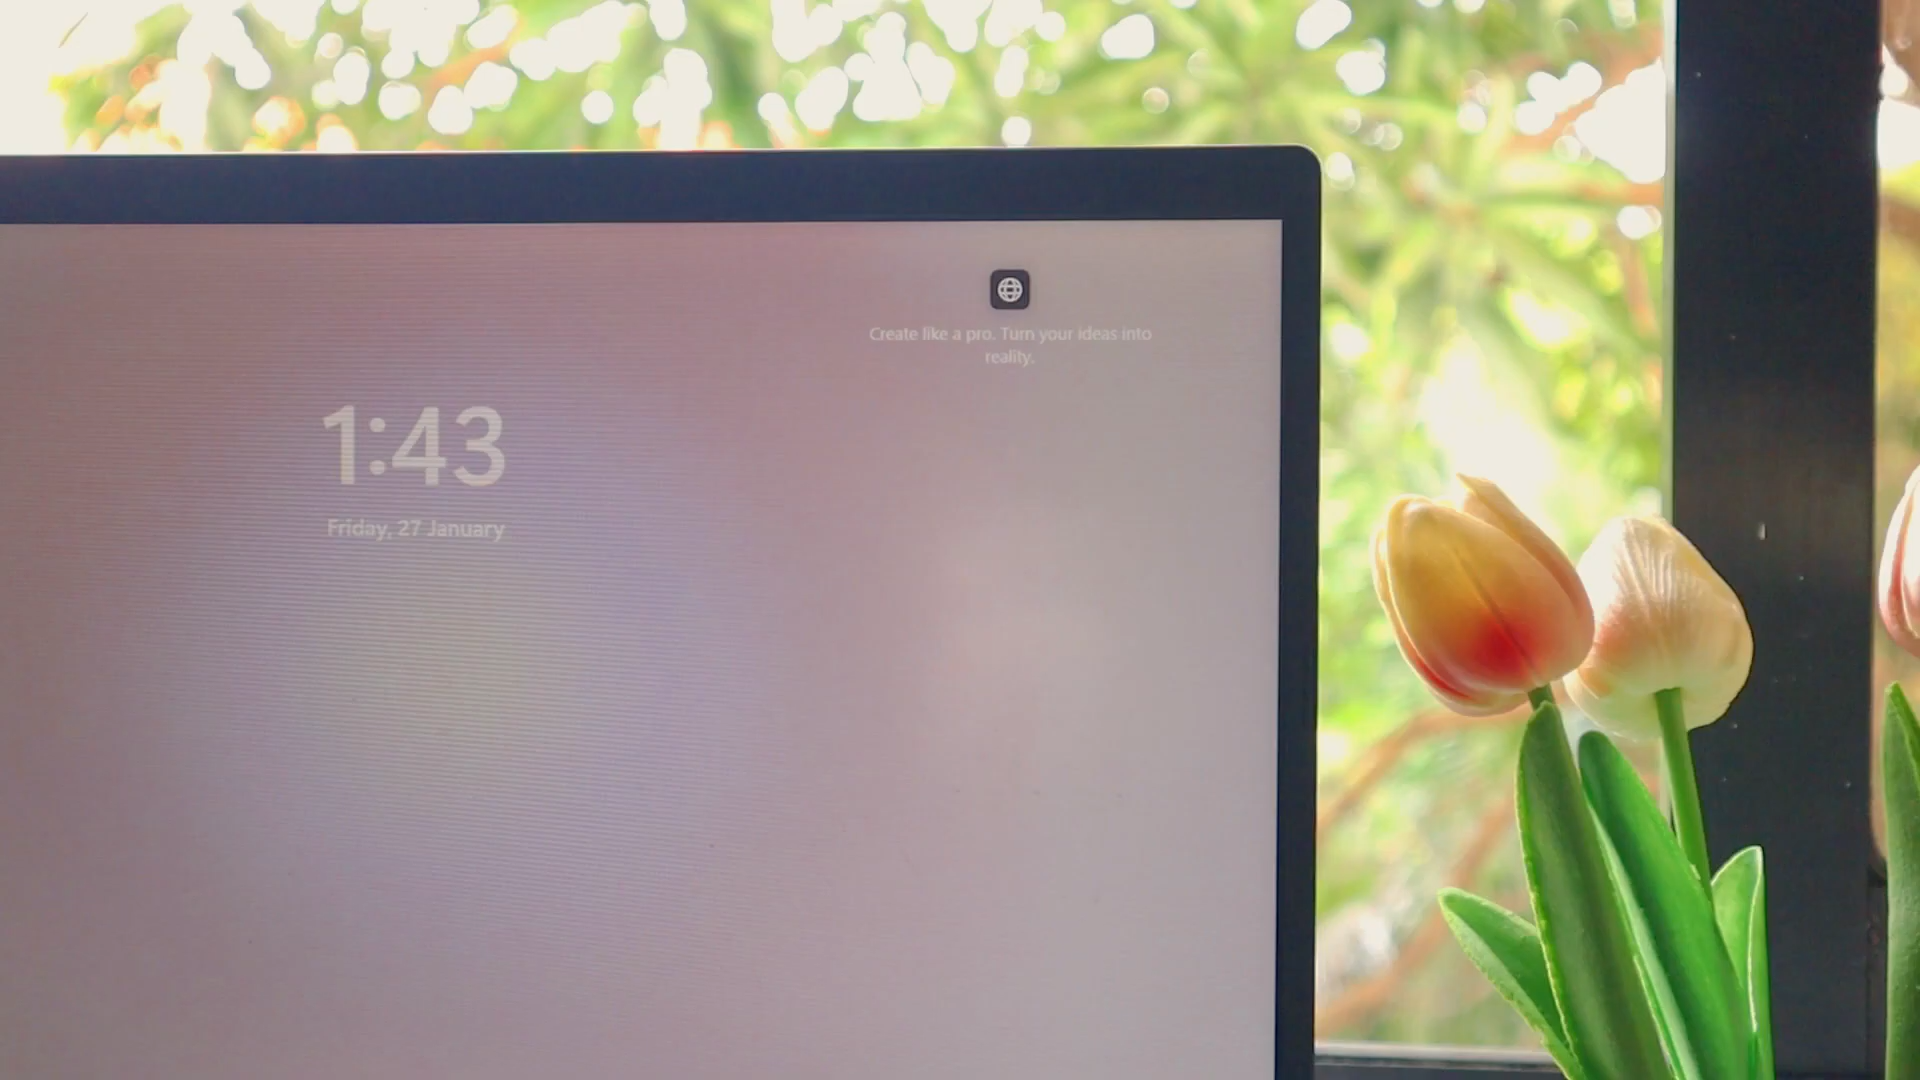 Create like a pro. Turn your ideas into
reality.
1:43
Friday, 27 January